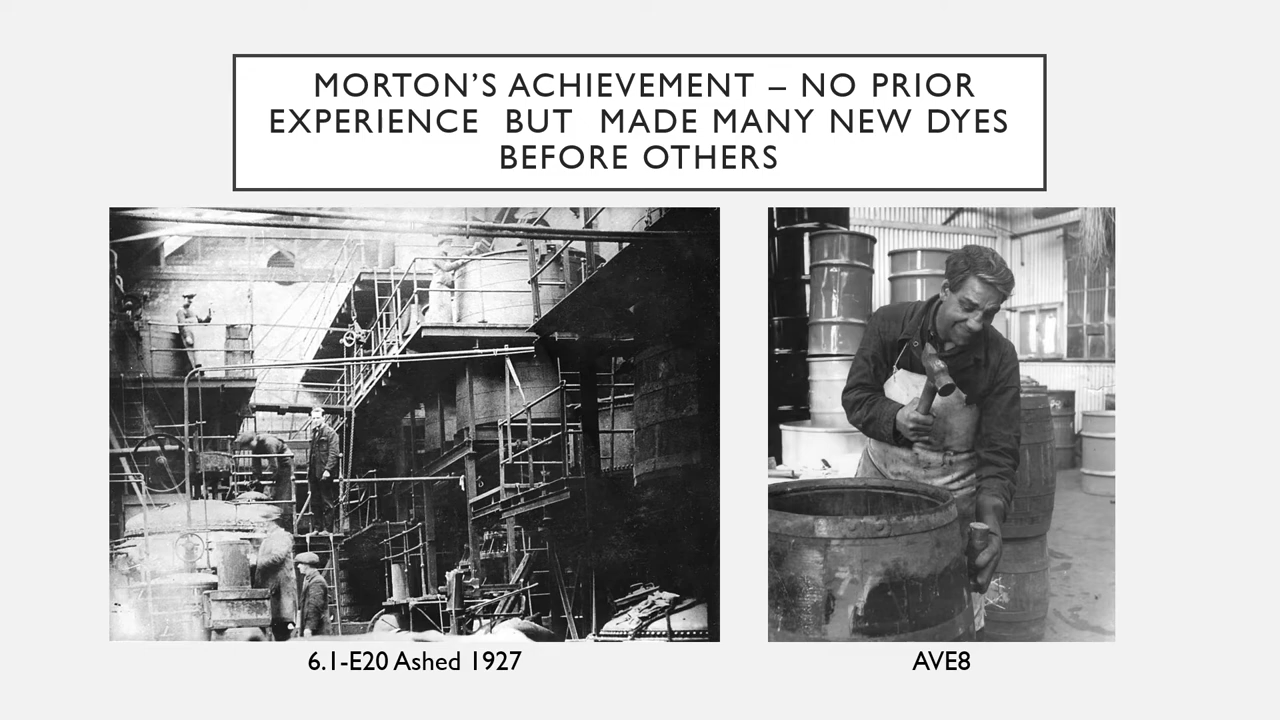 MORTON'S ACHIEVEMENT – NO PRIOR
EXPERIENCE BUT MADE MANY NEW DYES
BEFORE OTHERS
6.1-E20 Ashed 1927
AVE8